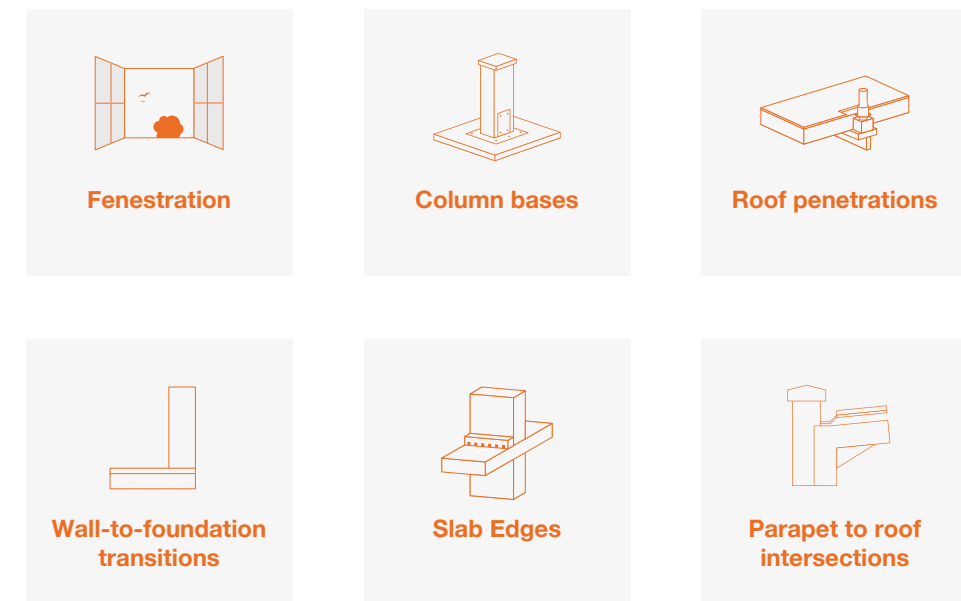 Fenestration
Column bases
Roof penetrations
Wall-to-foundation
transitions
Slab Edges
Parapet to roof
intersections